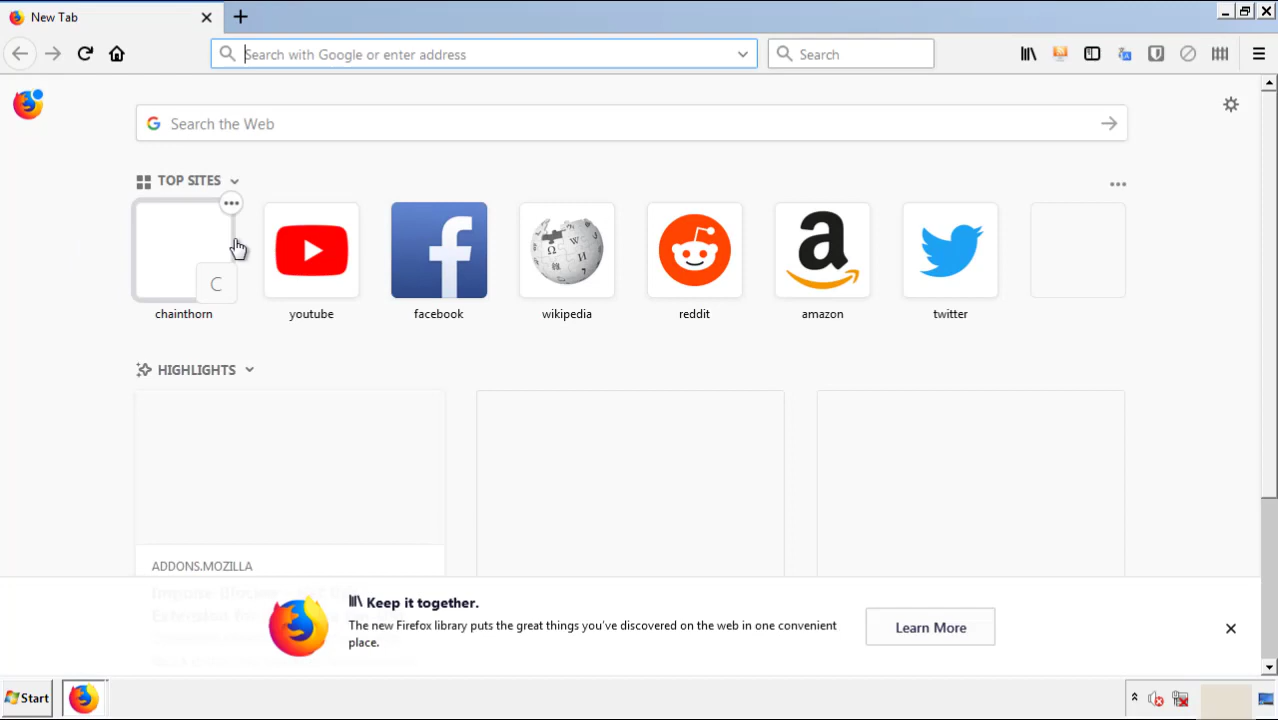 New Tab
Search with Google or enter address
Search
Search the Web
TOP SITES
C
chainthorn
youtube
facebook
wikipedia
reddit
amazon
twitter
HIGHLIGHTS
ADDONS.MOZILLA
Keep it together.
The new Firefox library puts the great things you've discovered on the web in one convenient
place.
Learn More
Start